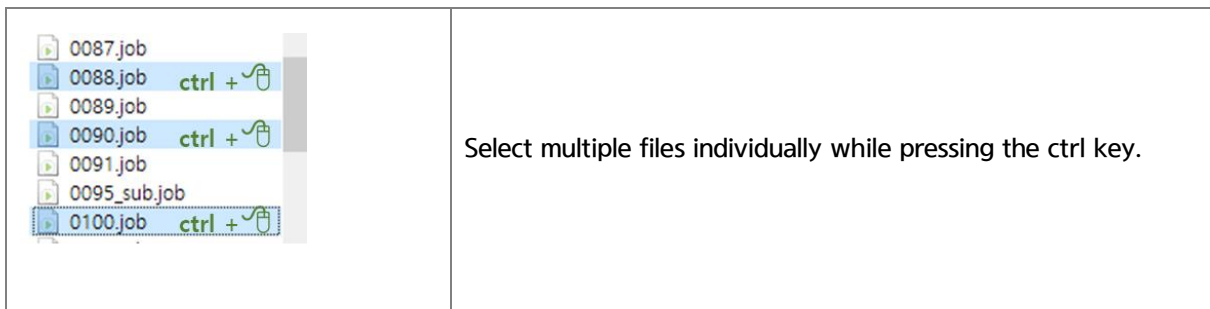 0087.job
0088.job ctrl +
0089.job
0090.job ctrl +
0091.job
0095_sub.job
0100.job ctrl +
Select multiple files individually while pressing the ctrl key.